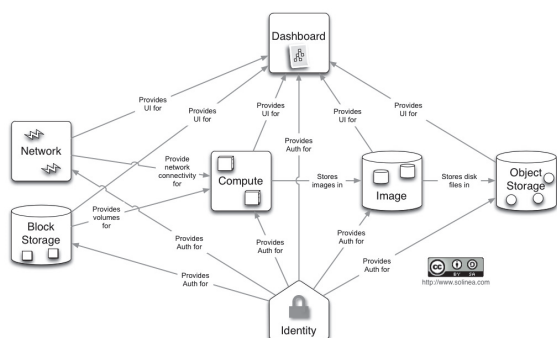 Dashboard
Provides
UI for
Provides
UI for
Provides
UI for
Provides
UI for
Provides
UI for
Provides
Auth for
Network
Provide
network
connectivity
for
Compute
Stores
images in
Image
Stores disk
files in
Object
Storage
Block
Storage
Provides
volumes
for
Provides
Auth for
Provides
Auth for
Provides
Auth for
Provides
Auth for
Provides
Auth for
Identity
cc
BY SA
http://www.solinea.com